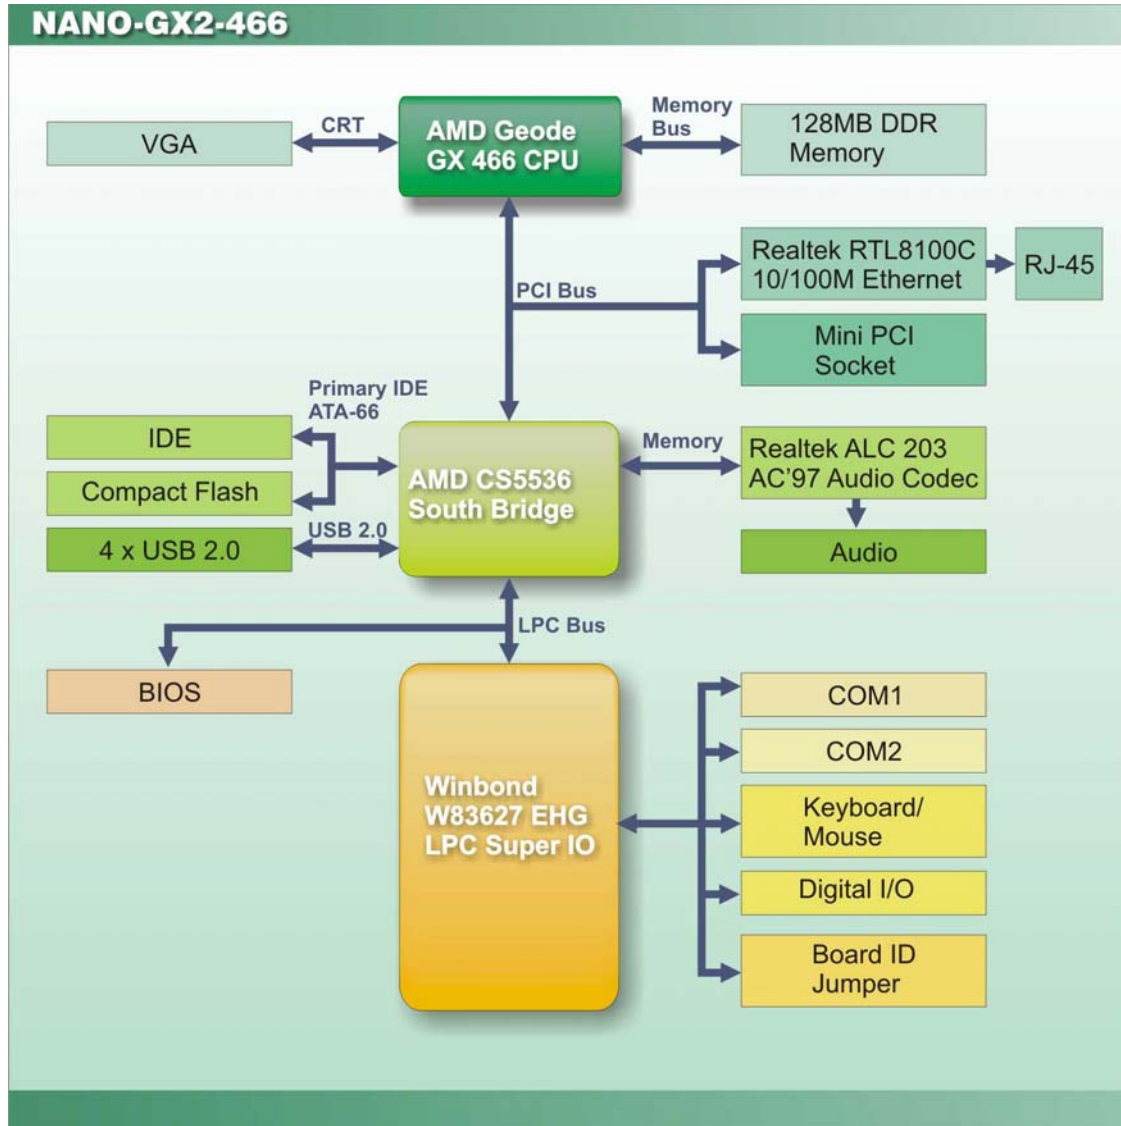 NANO-GX2-466
VGA
CRT
AMD Geode
GX 466 CPU
Memory
Bus
128MB DDR
Memory
PCI Bus
Realtek RTL8100C
10/100M Ethernet
RJ-45
Mini PCI
Socket
Primary IDE
ATA-66
IDE
Compact Flash
4 x USB 2.0
USB 2.0
AMD CS5536
South Bridge
Memory
Realtek ALC 203
AC'97 Audio Codec
Audio
LPC Bus
BIOS
Winbond
W83627 EHG
LPC Super IO
COM1
COM2
Keyboard/
Mouse
Digital I/O
Board ID
Jumper